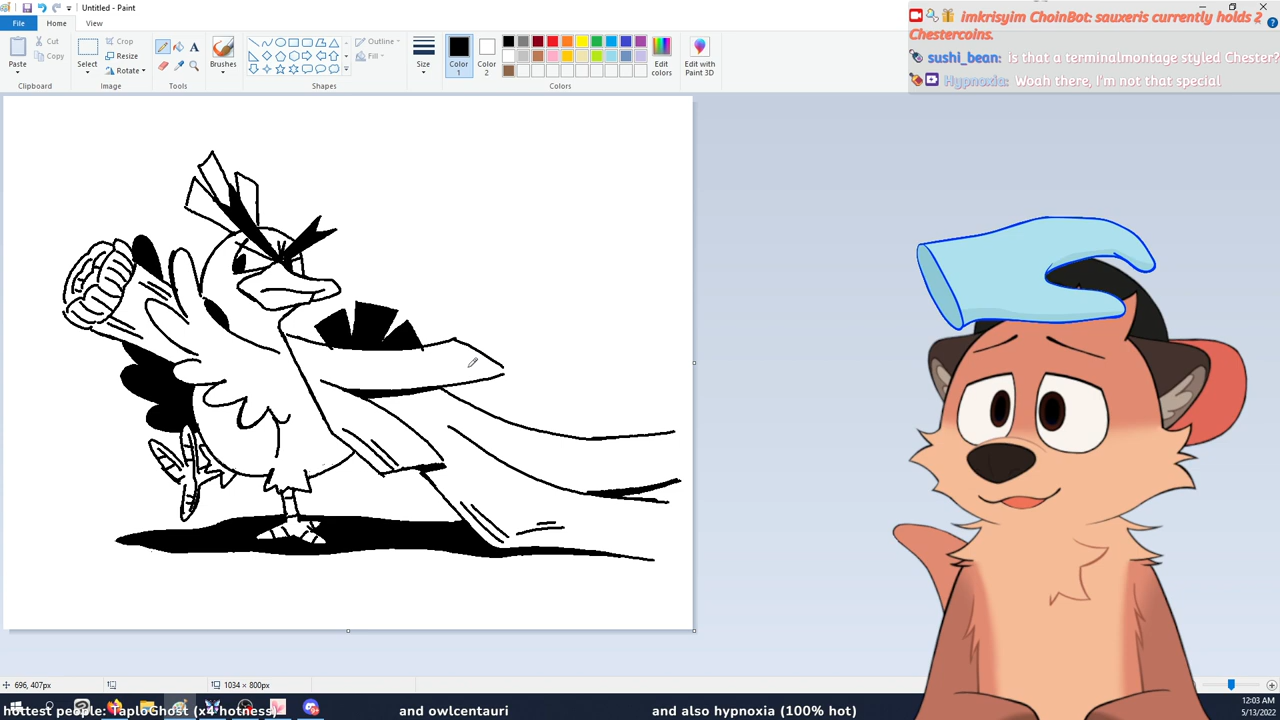 Untitled - Paint
File
Home
View
Paste
Cut
Copy
Clipboard
Select
Crop
Resize
Rotate
Image
Tools
Brushes
Shapes
Outline
Fill
Size
Color 1
Color 2
Edit colors
Colors
Edit with Paint 3D
imkrisyim ChoinBot: sauxeris currently holds 2
Chestercoins.
sushi_bean: is that a terminalmontage styled Chester?
Hypnoxia: Woah there, I'm not that special
696, 407px
1034 × 800px
12:03 AM
5/13/2022
hottest people: TaploGhost (x4 hotness)
and owlcentauri
and also hypnoxia (100% hot)